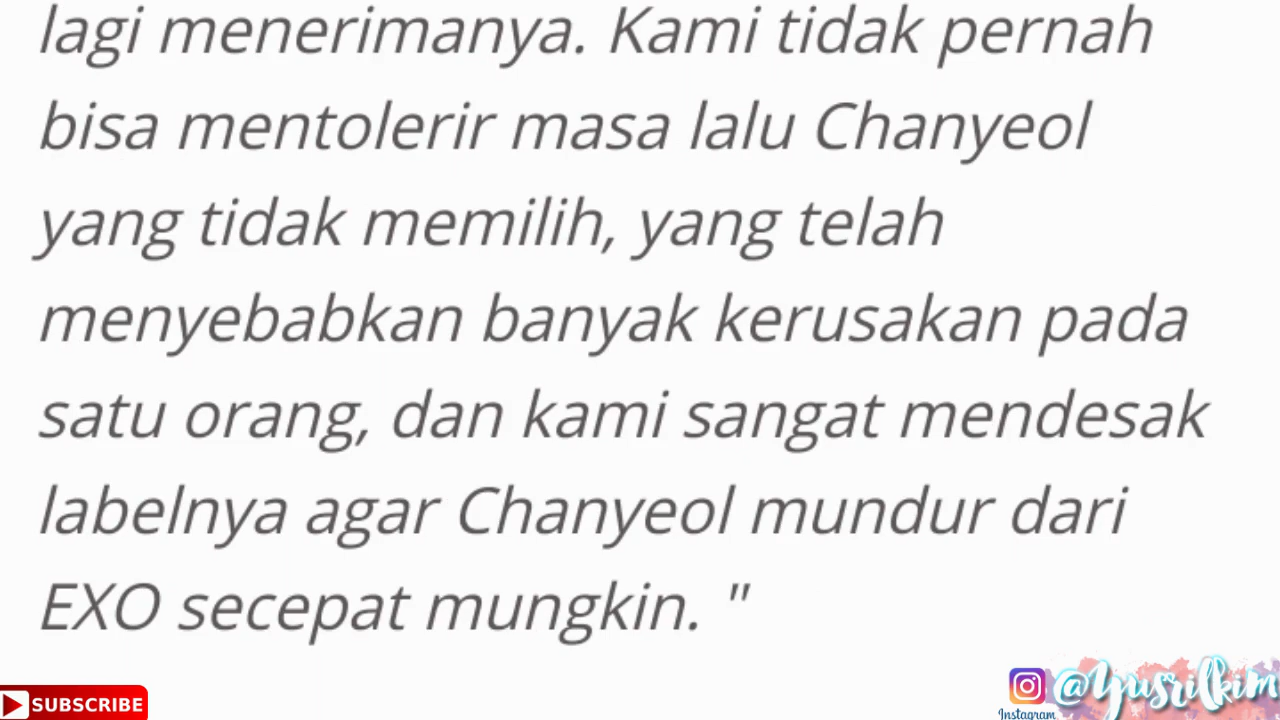 lagi menerimanya. Kami tidak pernah
bisa mentolerir masa lalu Chanyeol
yang tidak memilih, yang telah
menyebabkan banyak kerusakan pada
satu orang, dan kami sangat mendesak
labelnya agar Chanyeol mundur dari
EXO secepat mungkin. "
SUBSCRIBE
@Yusrilkim
Instagram